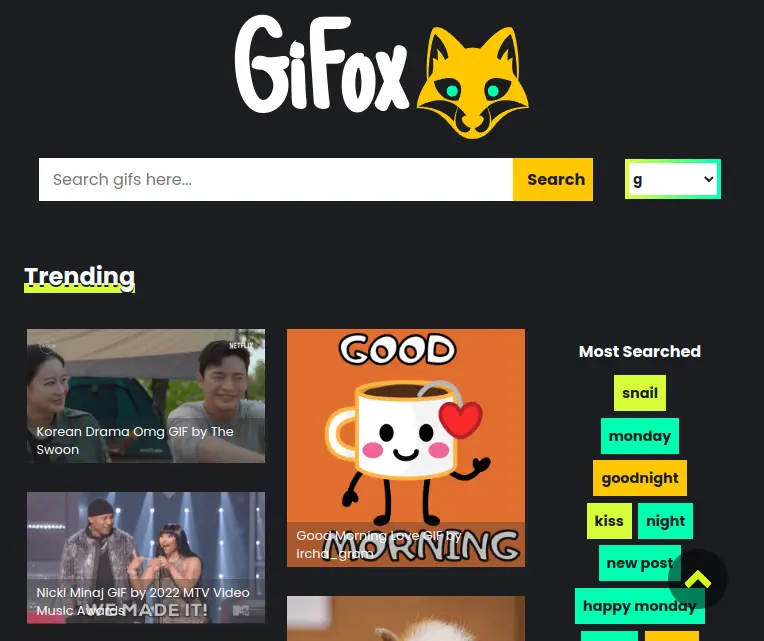 GiFox
Search gifs here...
Search
g
Trending
NETFLIX
Korean Drama Omg GIF by The
Swoon
GOOD
MORNING
Good Morning Love GIF by
ircha_gram
Nicki Minaj GIF by 2022 MTV Video
Music Awards
WE MADE IT!
Most Searched
snail
monday
goodnight
kiss
night
new post
happy monday